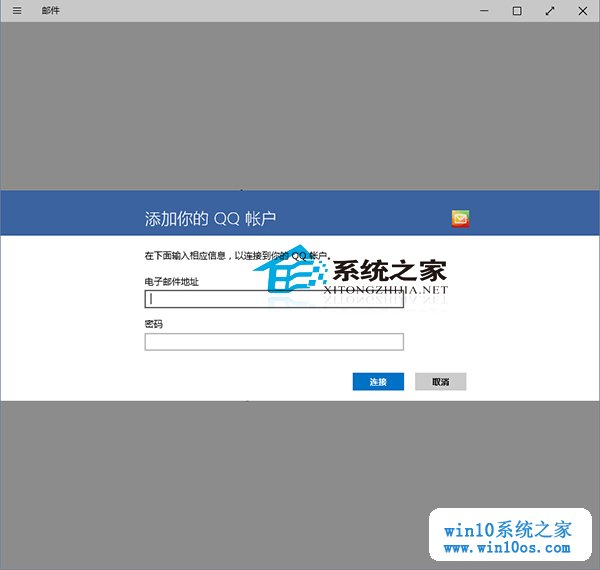 邮件
添加你的 QQ 帐户
在下面输入相应信息，以连接到你的 QQ 帐户。
电子邮件地址
系统之家
XITONGZHIJIA.NET
密码
连接 取消
win10系统之家
www.win10os.com